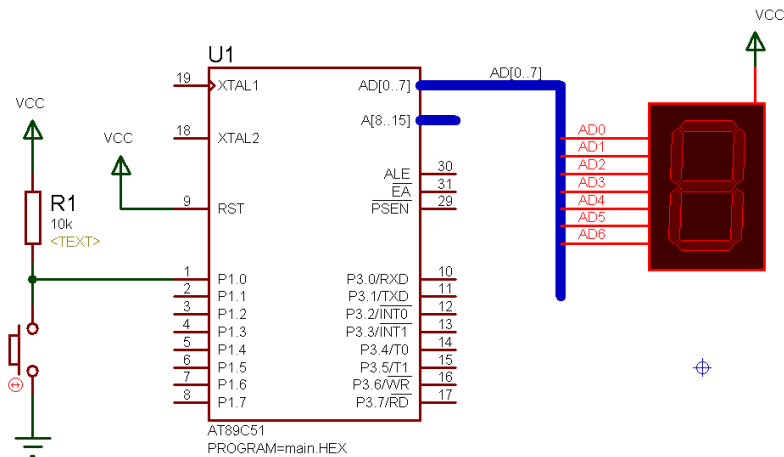 VCC
U1
19 XTAL1 AD[0..7] AD[0..7]
VCC
A[8..15]
VCC
18 XTAL2
AD0
AD1
AD2
AD3
AD4
AD5
AD6
ALE 30
EA 31
PSEN 29
9 RST
R1
10k
<TEXT>
1 P1.0 P3.0/RXD 10
2 P1.1 P3.1/TXD 11
3 P1.2 P3.2/INT0 12
4 P1.3 P3.3/INT1 13
5 P1.4 P3.4/T0 14
6 P1.5 P3.5/T1 15
7 P1.6 P3.6/WR 16
8 P1.7 P3.7/RD 17
AT89C51
PROGRAM=main.HEX